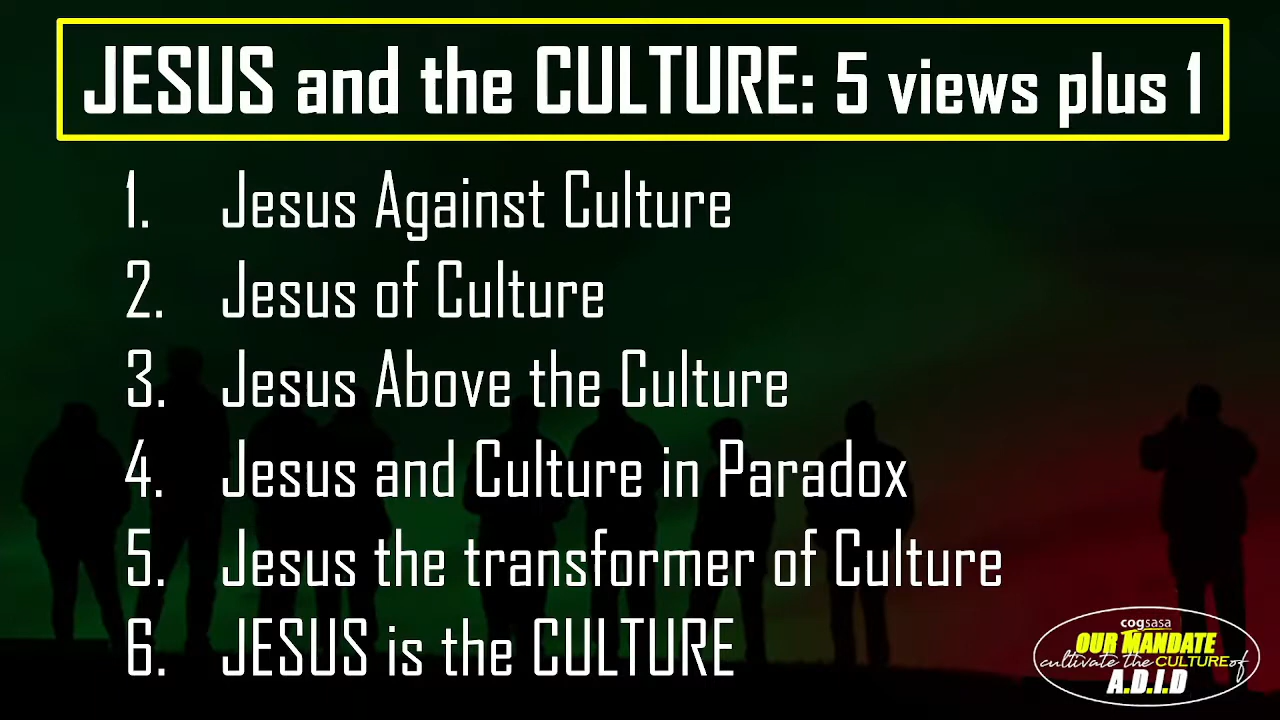 JESUS and the CULTURE: 5 views plus 1
1. Jesus Against Culture
2. Jesus of Culture
3. Jesus Above the Culture
4. Jesus and Culture in Paradox
5. Jesus the transformer of Culture
6. JESUS is the CULTURE
cogsasa
OUR MANDATE
cultivate the CULTURE of
A.D.I.D